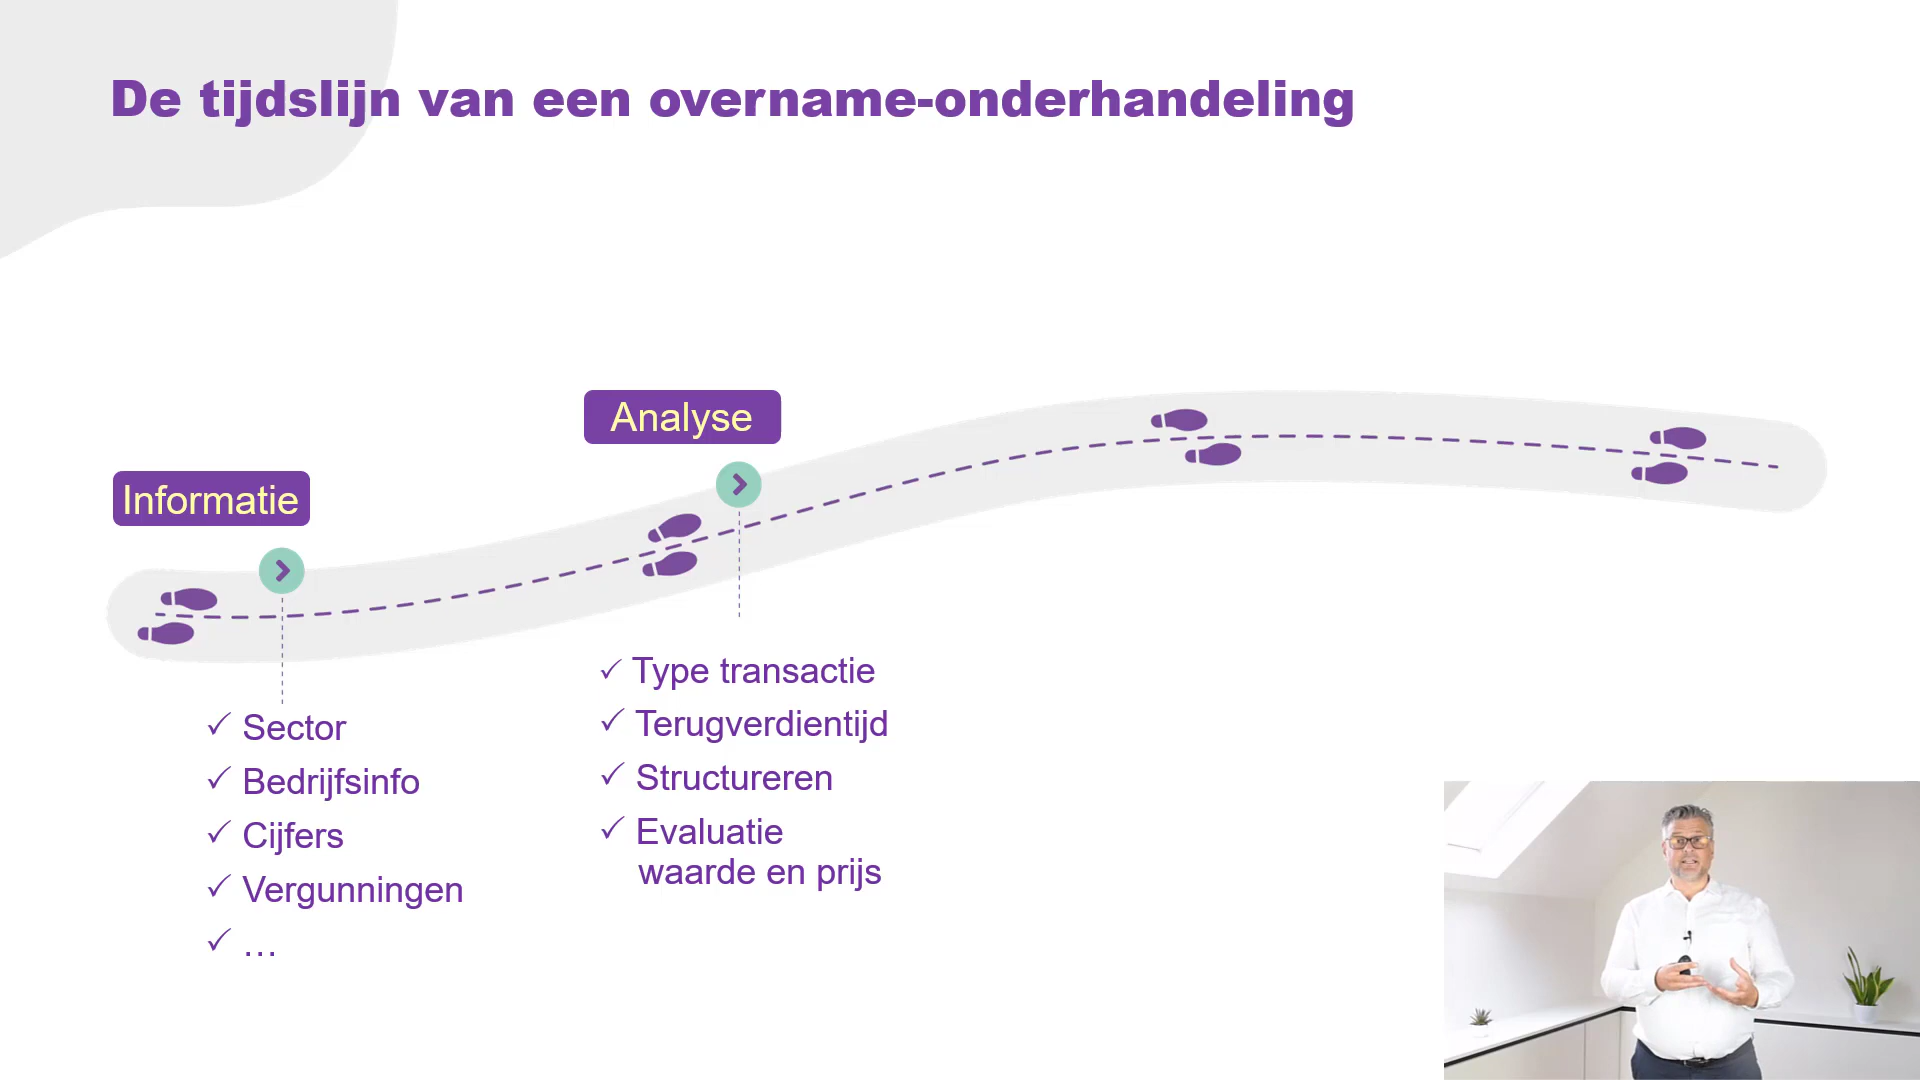 De tijdslijn van een overname-onderhandeling
Informatie
Sector
Bedrijfsinfo
Cijfers
Vergunningen
…
Analyse
Type transactie
Terugverdientijd
Structureren
Evaluatie
waarde en prijs